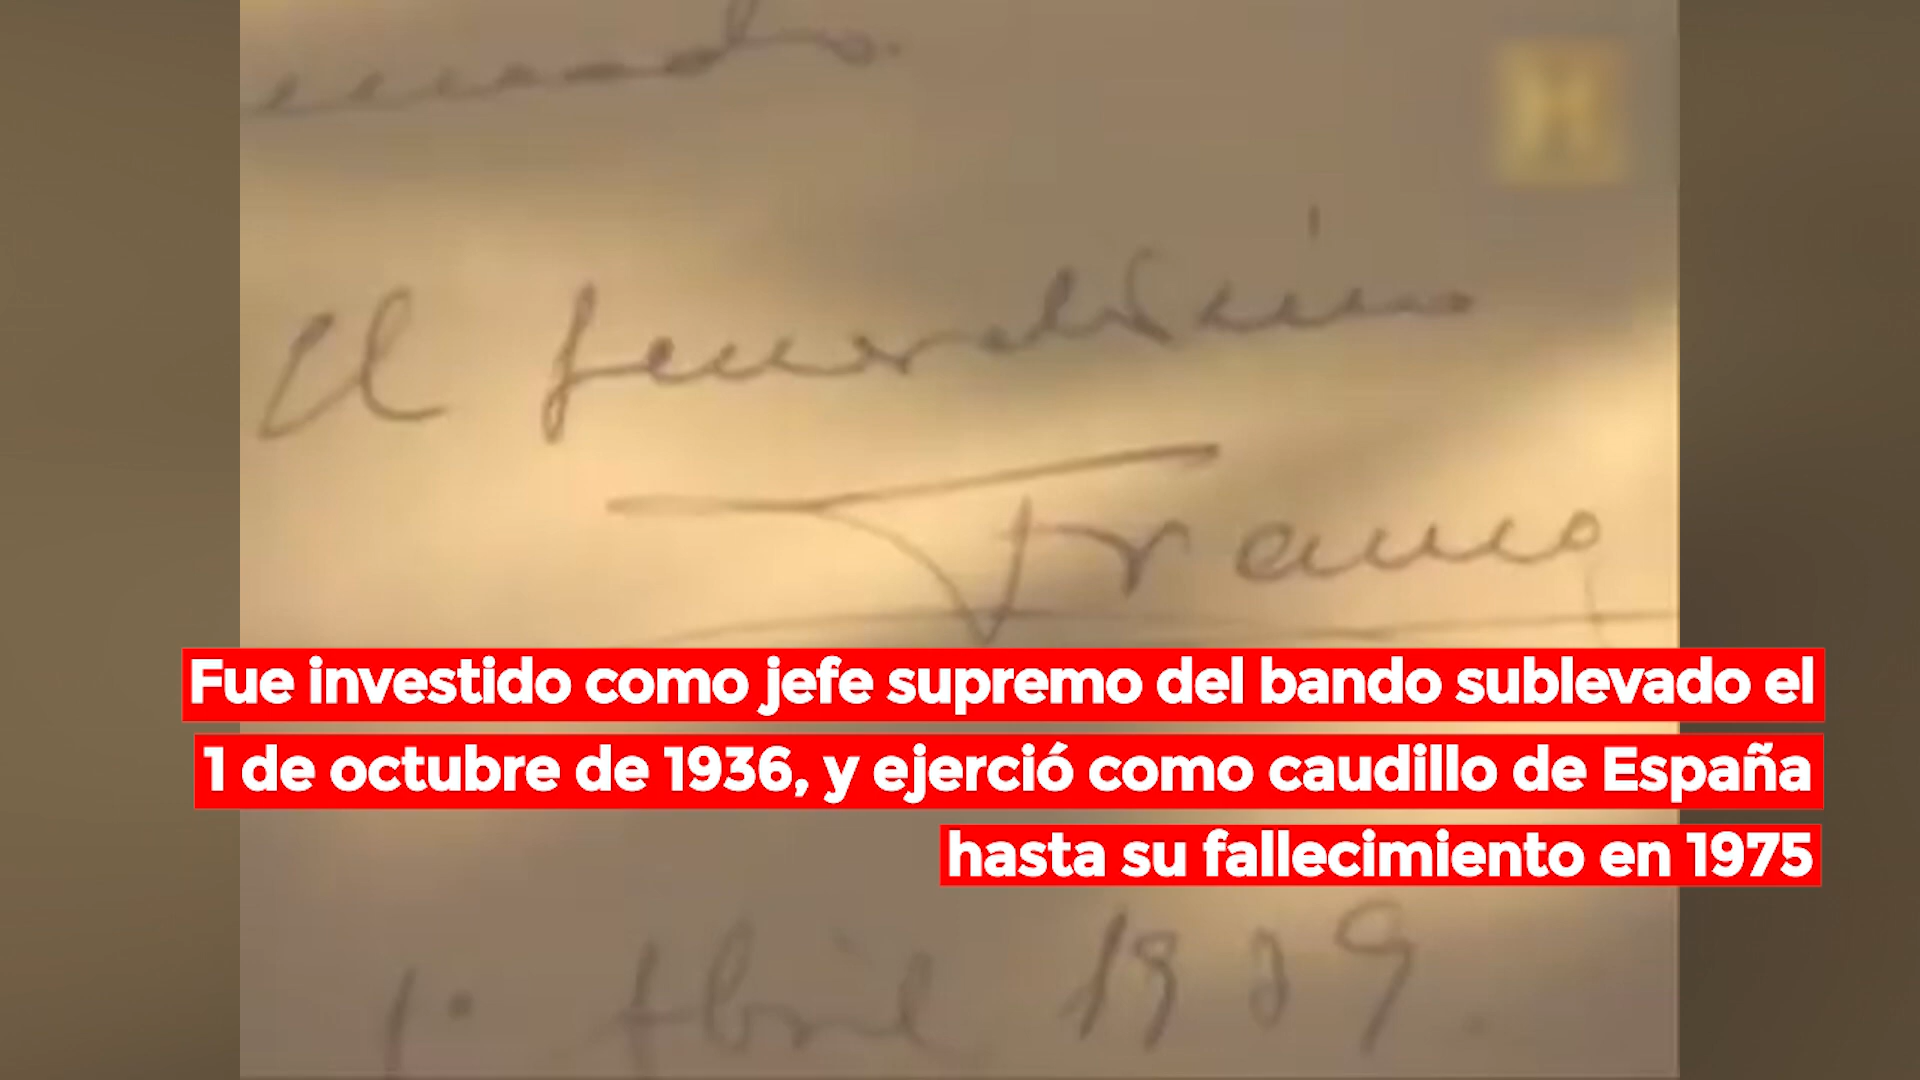 El Generalísimo
Franco
Fue investido como jefe supremo del bando sublevado el
1 de octubre de 1936, y ejerció como caudillo de España
hasta su fallecimiento en 1975
1º Abril 1939.